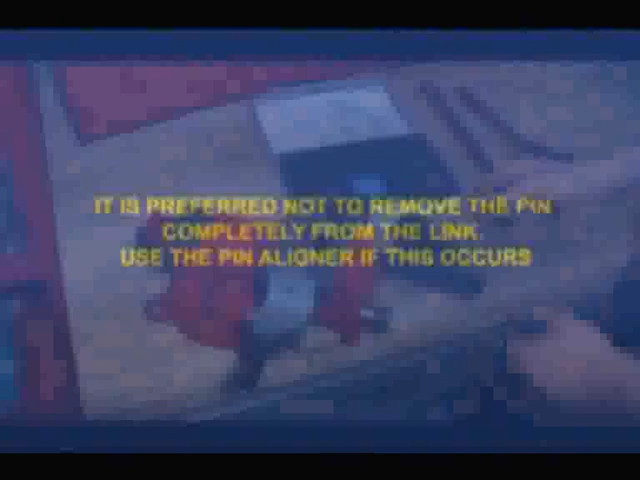 IT IS PREFERRED NOT TO REMOVE THE PIN
COMPLETELY FROM THE LINK.
USE THE PIN ALIGNER IF THIS OCCURS